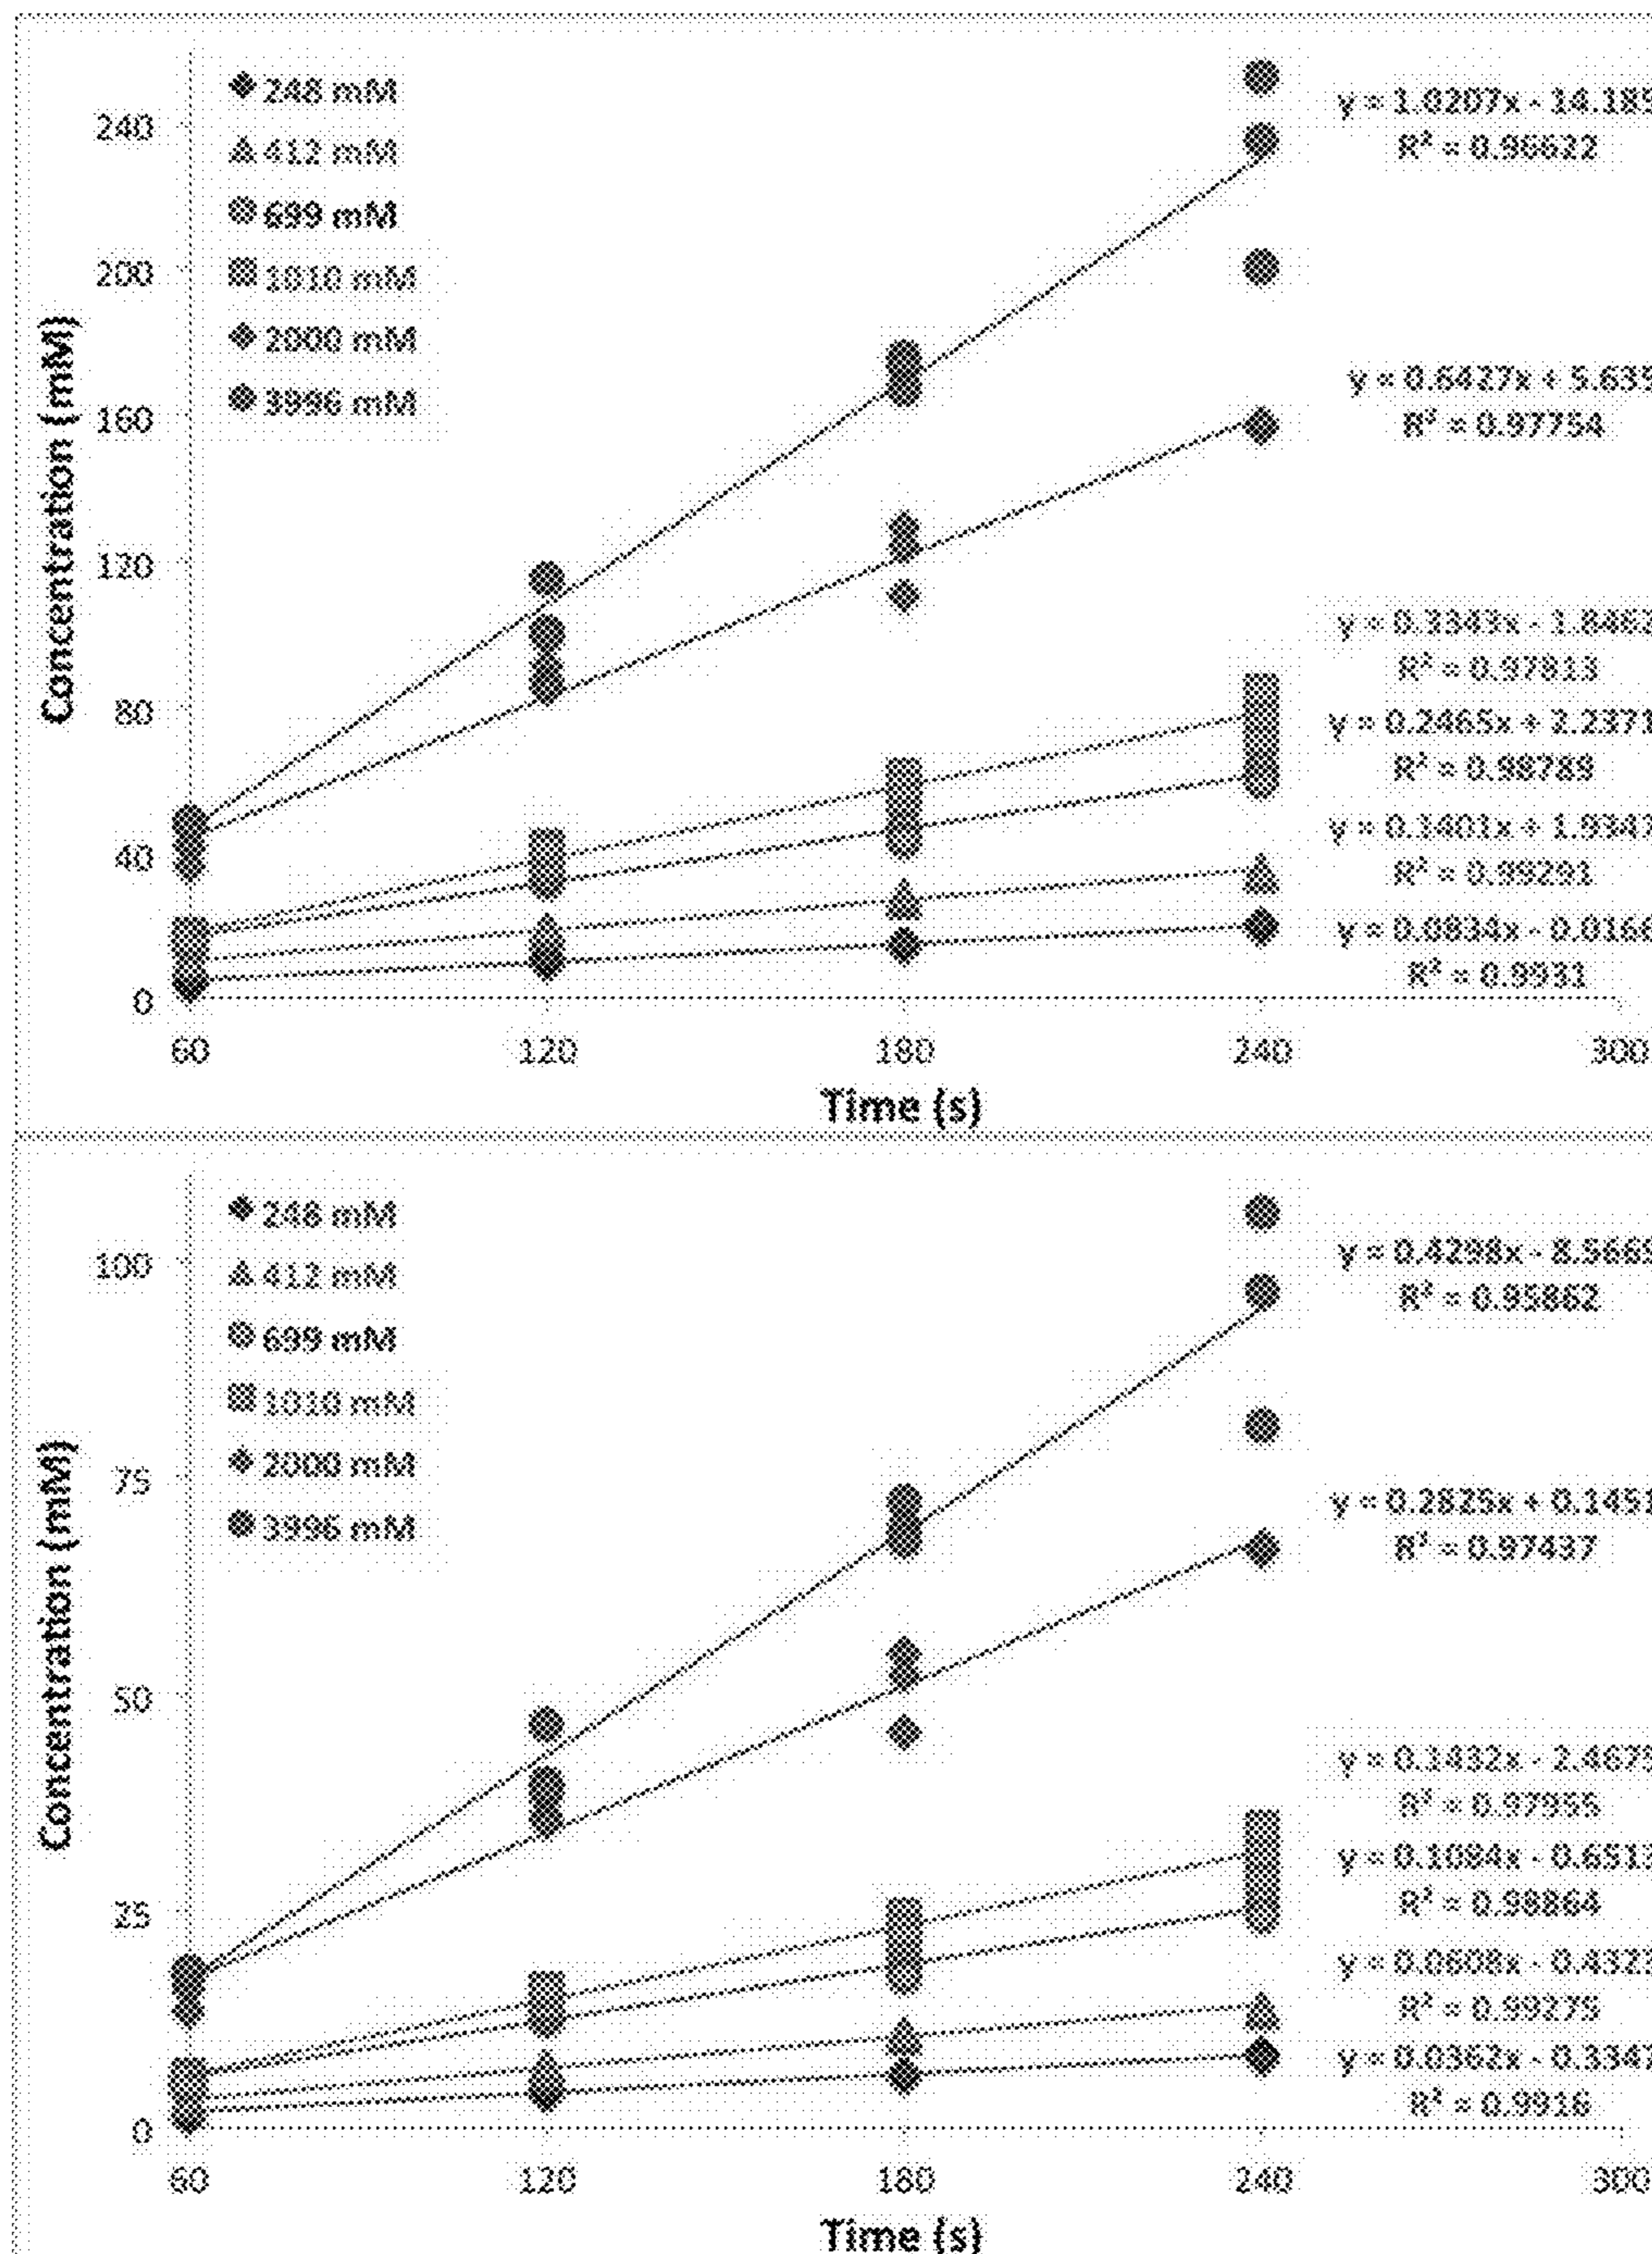 248 mM
412 mM
699 mM
1010 mM
2000 mM
3996 mM
Concentration (mM)
240
200
160
120
80
40
0
60 120 180 240 300
Time (s)
y = 1.0207x - 14.185
R² = 0.96622
y = 0.6427x + 5.635
R² = 0.97754
y = 0.3343x - 1.8462
R² = 0.97813
y = 0.2465x + 2.2371
R² = 0.98789
y = 0.1401x + 1.9347
R² = 0.99291
y = 0.0834x - 0.0166
R² = 0.9931
248 mM
412 mM
699 mM
1010 mM
2000 mM
3996 mM
Concentration (mM)
100
75
50
25
0
60 120 180 240 300
Time (s)
y = 0.4298x - 8.5669
R² = 0.95862
y = 0.2825x + 0.1451
R² = 0.97437
y = 0.1432x - 2.4675
R² = 0.97955
y = 0.1084x - 0.6513
R² = 0.98864
y = 0.0608x - 0.4323
R² = 0.99275
y = 0.0362x - 0.3341
R² = 0.9916